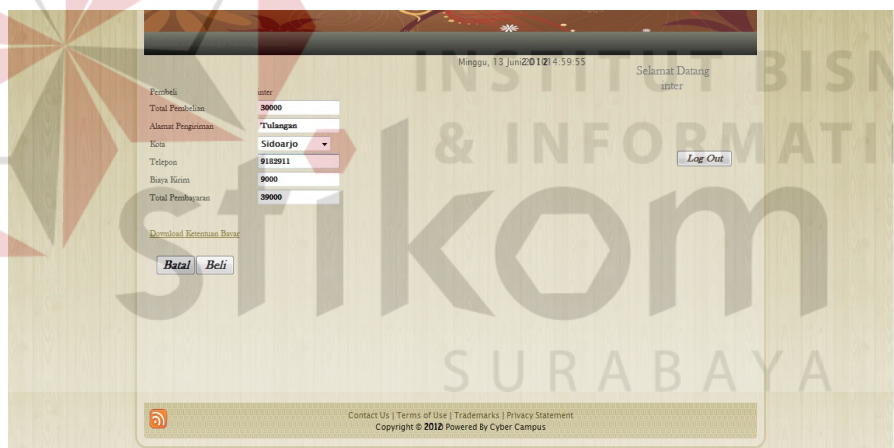 Minggu, 13 Juni 2012 14:59:55
Selamat Datang
inter
Pembeli inter
Total Pembelian 30000
Alamat Pengiriman Tulangan
Kota Sidoarjo
Telepon 9182911
Biaya Kirim 9000
Total Pembayaran 39000
Log Out
Download Ketentuan Bayar
Batal Beli
Contact Us | Terms of Use | Trademarks | Privacy Statement
Copyright © 2012 Powered By Cyber Campus
INSTITUT BISN
& INFORMATI
stikom
SURABAYA